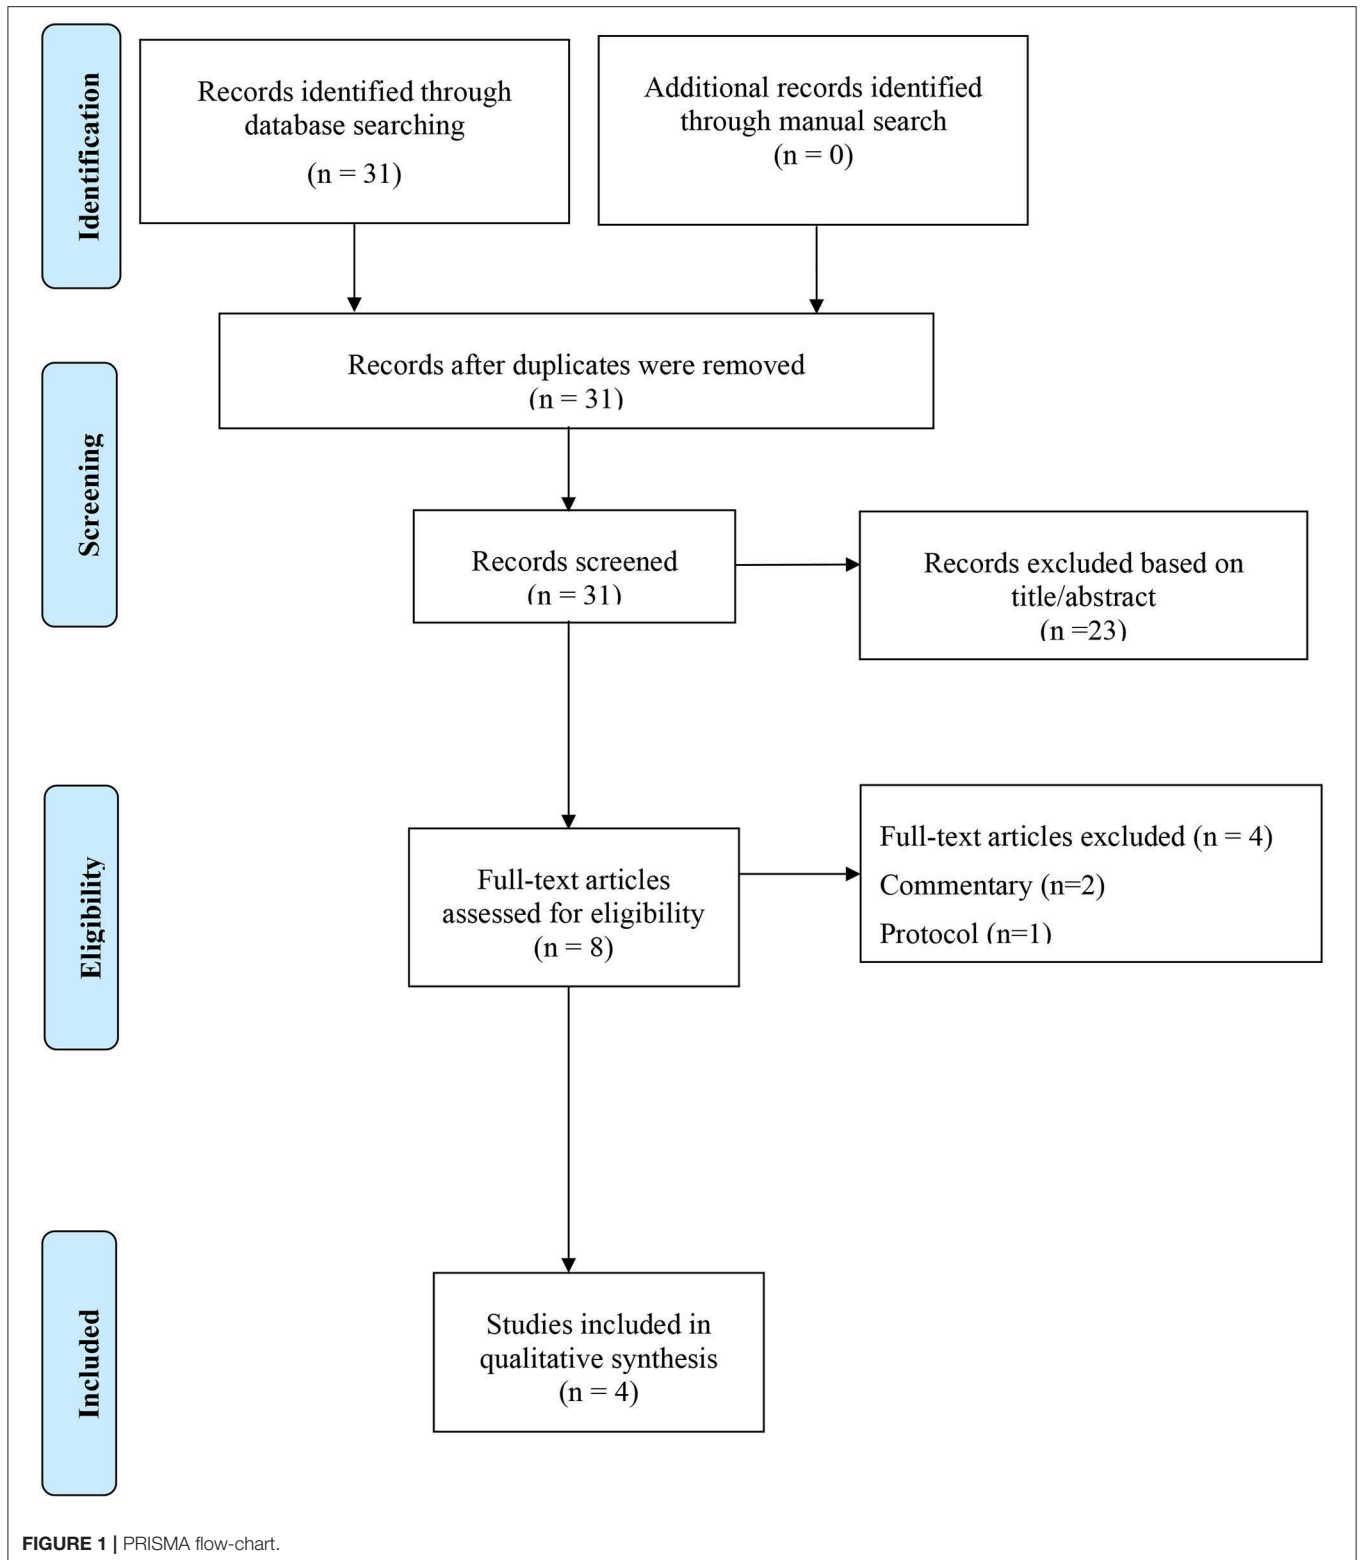 Identification
Records identified through
database searching
(n = 31)
Additional records identified
through manual search
(n = 0)
Records after duplicates were removed
(n = 31)
Screening
Records screened
(n = 31)
Records excluded based on
title/abstract
(n =23)
Eligibility
Full-text articles
assessed for eligibility
(n = 8)
Full-text articles excluded (n = 4)
Commentary (n=2)
Protocol (n=1)
Included
Studies included in
qualitative synthesis
(n = 4)
FIGURE 1 | PRISMA flow-chart.